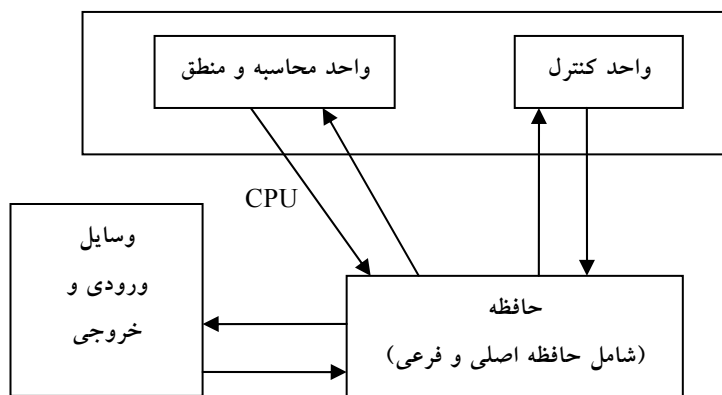 واحد محاسبه و منطق
واحد کنترل
CPU
وسایل
ورودی و
خروجی
حافظه
(شامل حافظه اصلی و فرعی)